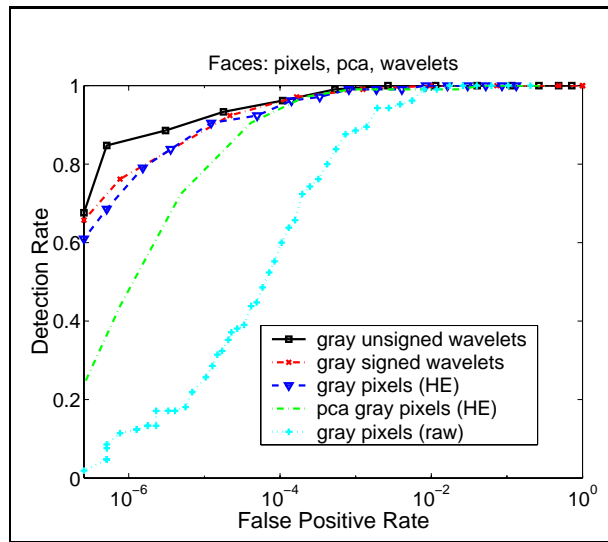 Faces: pixels, pca, wavelets
1
0.8
0.6
0.4
0.2
0
Detection Rate
gray unsigned wavelets
gray signed wavelets
gray pixels (HE)
pca gray pixels (HE)
gray pixels (raw)
10^-6 10^-4 10^-2 10^0
False Positive Rate